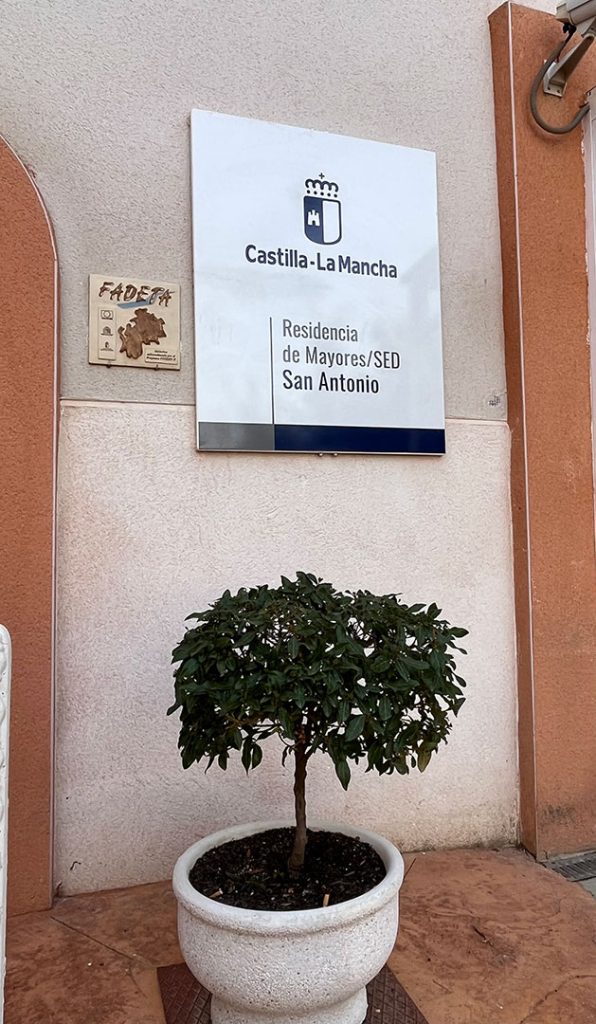 FADETA
Castilla-La Mancha
Residencia
de Mayores/SED
San Antonio